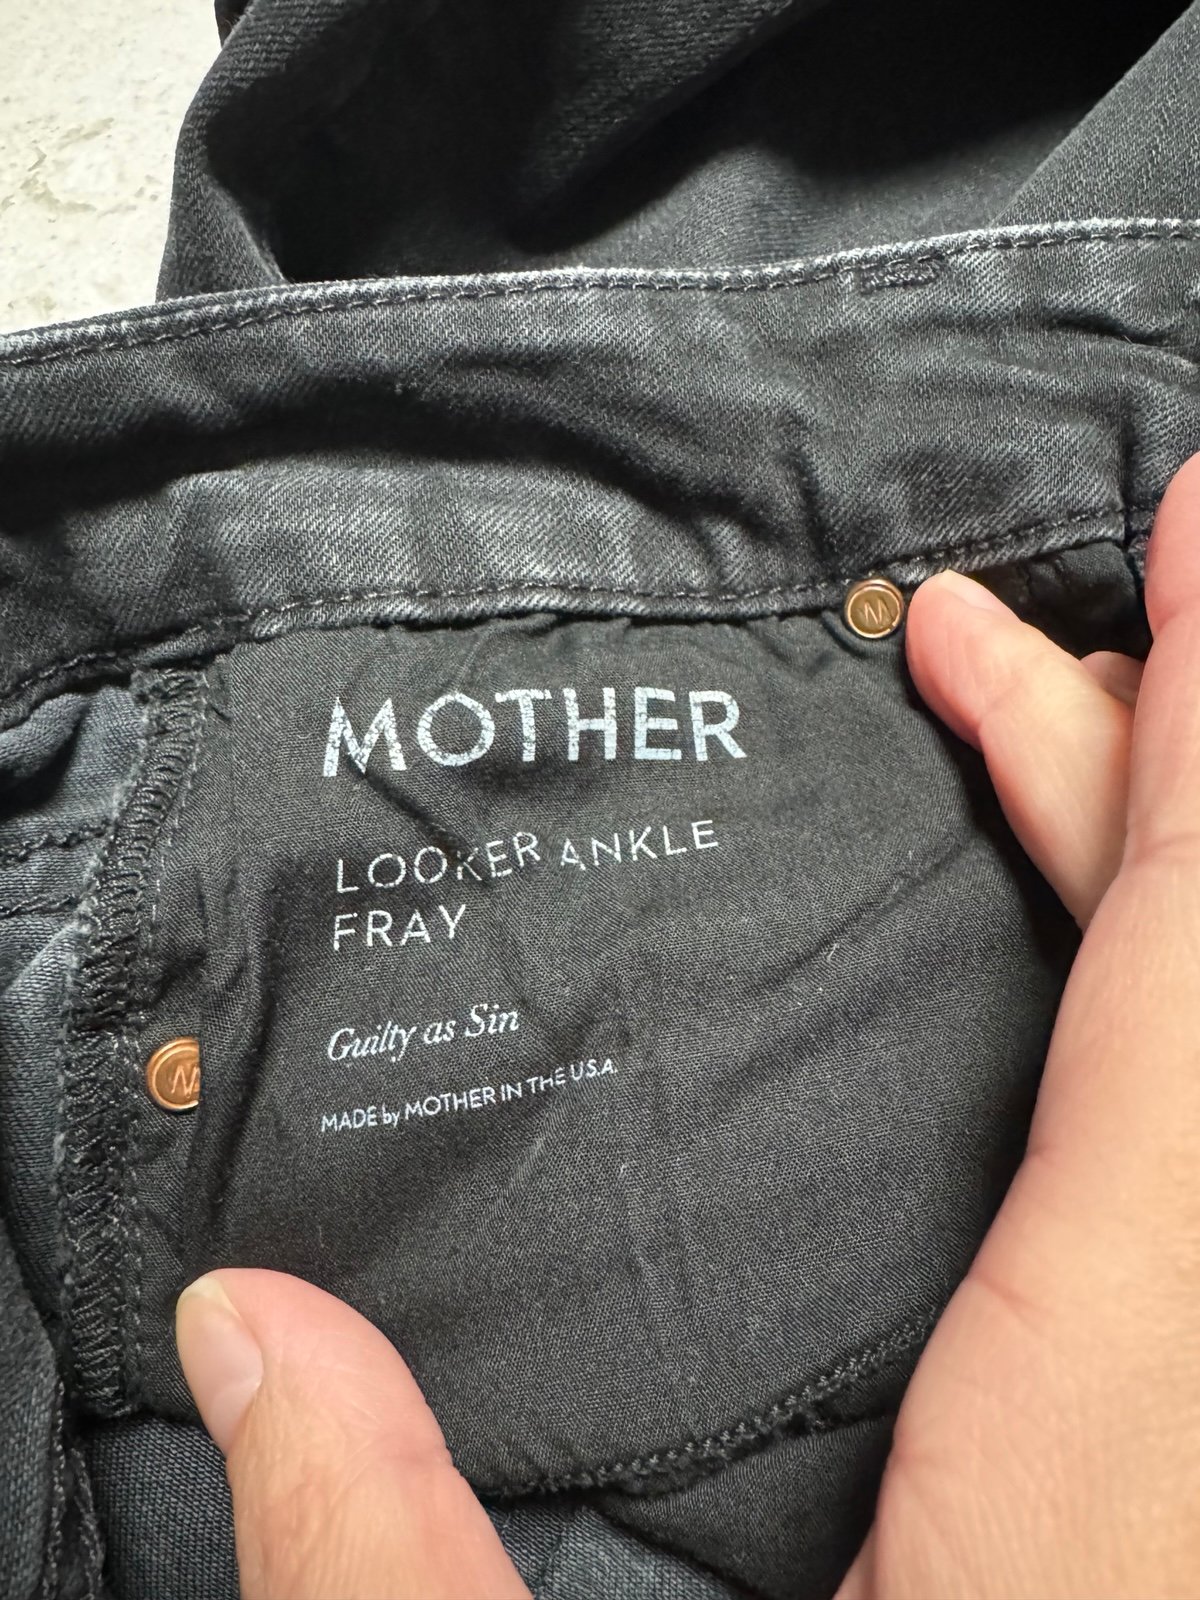 MOTHER
LOOKER ANKLE
FRAY
Guilty as Sin
MADE by MOTHER IN THE U.S.A.
M
M